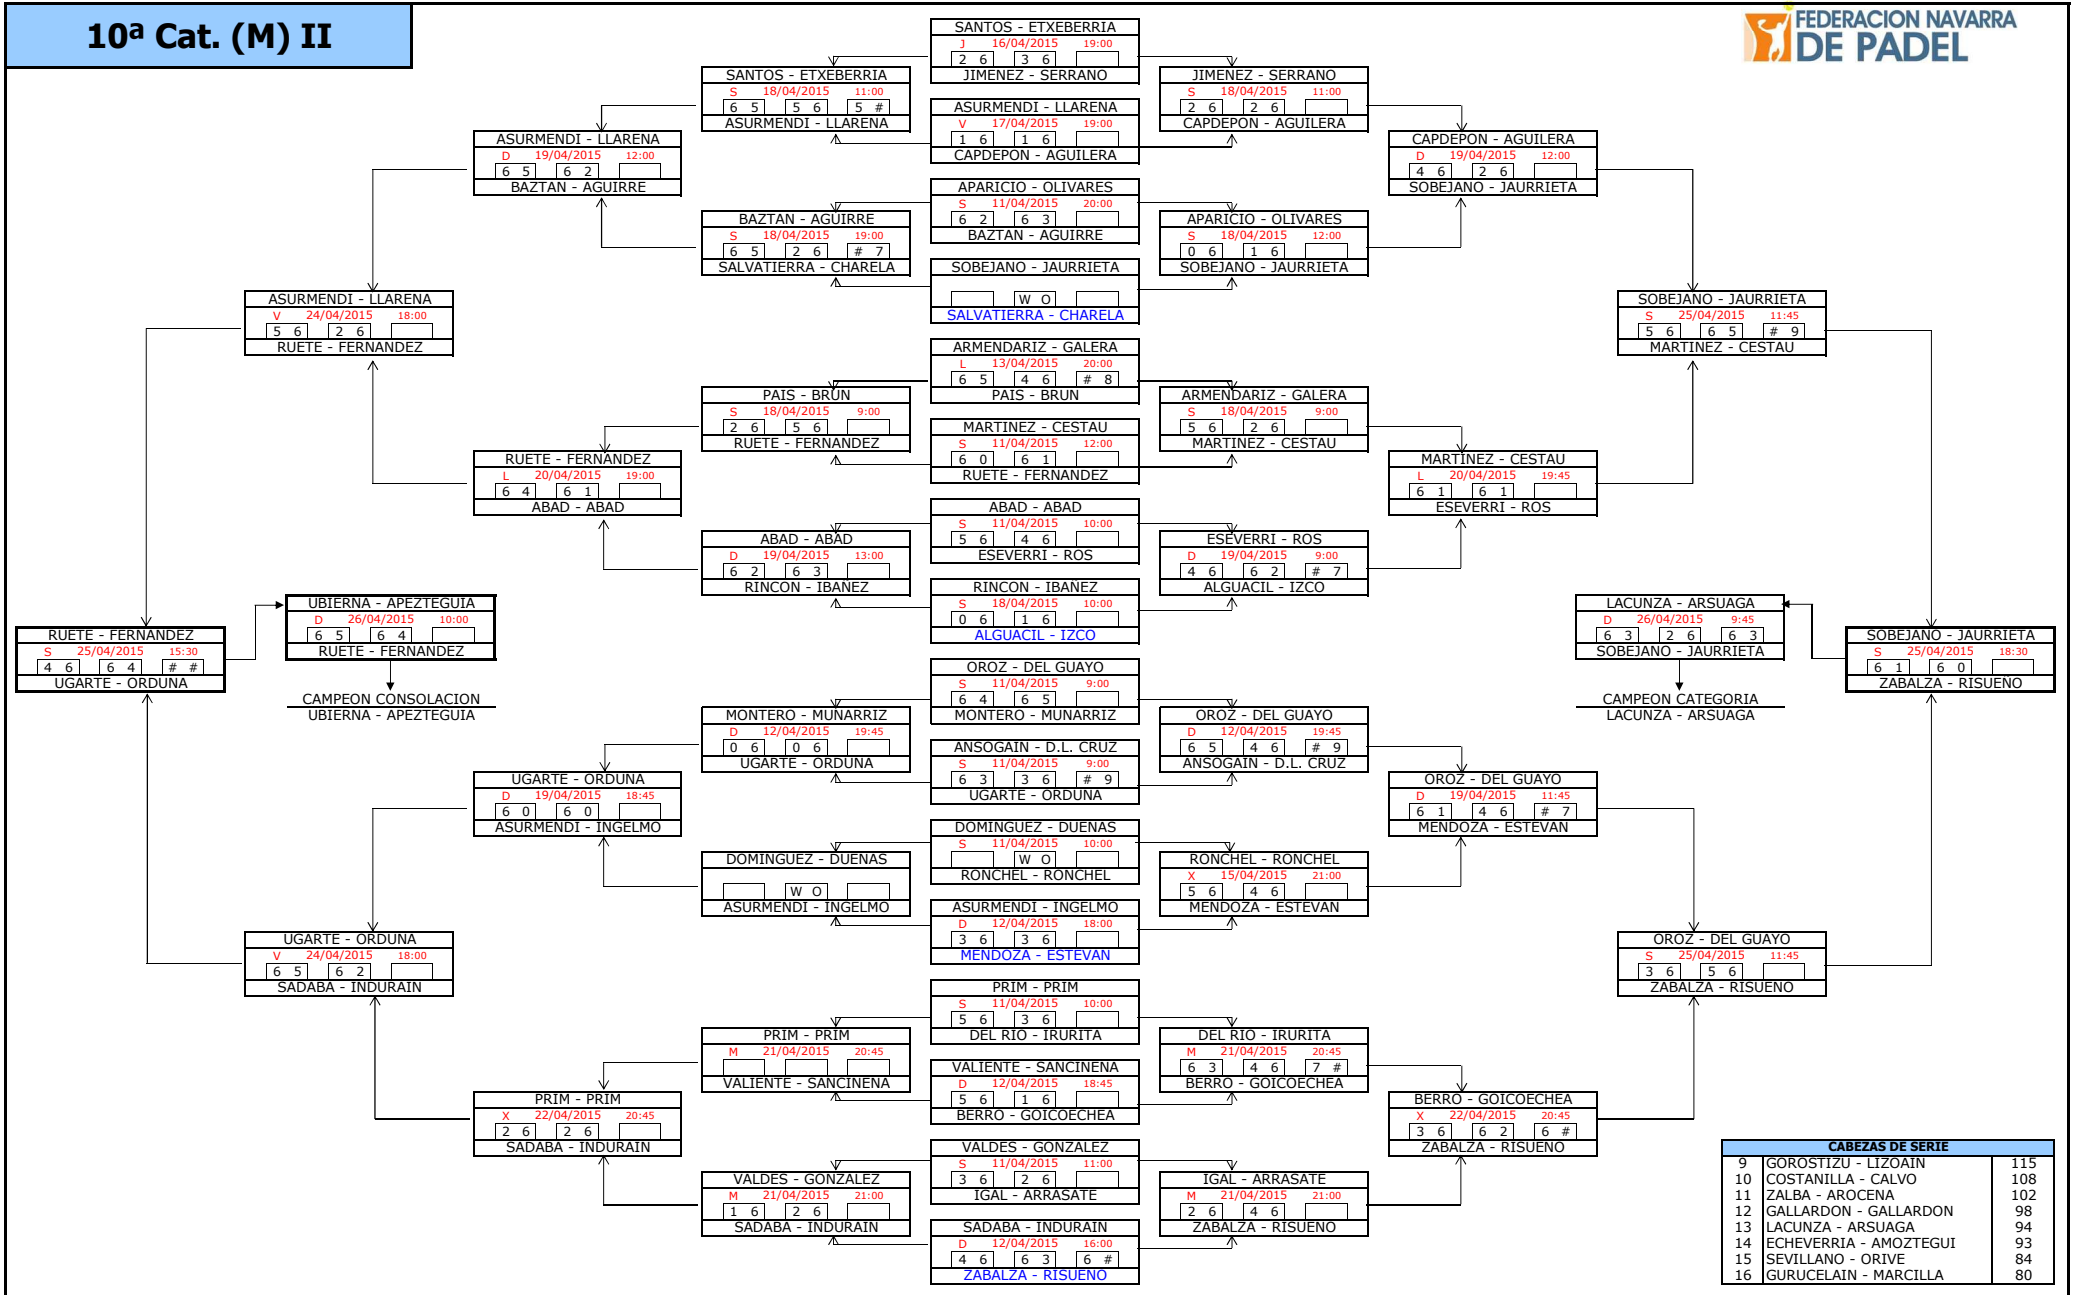 10ª Cat. (M) II
FEDERACION NAVARRA
DE PADEL
SANTOS - ETXEBERRIA
J 16/04/2015 19:00
2 6 3 6
JIMENEZ - SERRANO
ASURMENDI - LLARENA
V 17/04/2015 19:00
1 6 1 6
CAPDEPON - AGUILERA
APARICIO - OLIVARES
S 11/04/2015 20:00
6 2 6 3
BAZTAN - AGUIRRE
SOBEJANO - JAURRIETA
W O
SALVATIERRA - CHARELA
ARMENDARIZ - GALERA
L 13/04/2015 20:00
6 5 4 6 # 8
PAIS - BRUN
MARTINEZ - CESTAU
S 11/04/2015 12:00
6 0 6 1
RUETE - FERNANDEZ
ABAD - ABAD
S 11/04/2015 10:00
5 6 4 6
ESEVERRI - ROS
RINCON - IBAÑEZ
S 18/04/2015 10:00
0 6 1 6
ALGUACIL - IZCO
OROZ - DEL GUAYO
S 11/04/2015 9:00
6 4 6 5
MONTERO - MUNARRIZ
ANSOGAIN - D.L. CRUZ
S 11/04/2015 9:00
6 3 3 6 # 9
UGARTE - ORDUNA
DOMINGUEZ - DUENAS
S 11/04/2015 10:00
W O
RONCHEL - RONCHEL
ASURMENDI - INGELMO
D 12/04/2015 18:00
3 6 3 6
MENDOZA - ESTEVAN
PRIM - PRIM
S 11/04/2015 10:00
5 6 3 6
DEL RIO - IRURITA
VALIENTE - SANCINENA
D 12/04/2015 18:45
5 6 1 6
BERRO - GOICOECHEA
VALDES - GONZALEZ
S 11/04/2015 11:00
3 6 2 6
IGAL - ARRASATE
SADABA - INDURAIN
D 12/04/2015 16:00
4 6 6 3 6 #
ZABALZA - RISUENO
SANTOS - ETXEBERRIA
S 18/04/2015 11:00
6 5 5 6 5 #
ASURMENDI - LLARENA
BAZTAN - AGUIRRE
S 18/04/2015 19:00
6 5 2 6 # 7
SALVATIERRA - CHARELA
PAIS - BRUN
S 18/04/2015 9:00
2 6 5 6
RUETE - FERNANDEZ
ABAD - ABAD
D 19/04/2015 13:00
6 2 6 3
RINCON - IBANEZ
MONTERO - MUNARRIZ
D 12/04/2015 19:45
0 6 0 6
UGARTE - ORDUNA
DOMINGUEZ - DUENAS
W O
ASURMENDI - INGELMO
PRIM - PRIM
M 21/04/2015 20:45
VALIENTE - SANCINENA
VALDES - GONZALEZ
M 21/04/2015 21:00
1 6 2 6
SADABA - INDURAIN
ASURMENDI - LLARENA
D 19/04/2015 12:00
6 5 6 2
BAZTAN - AGUIRRE
RUETE - FERNANDEZ
L 20/04/2015 19:00
6 4 6 1
ABAD - ABAD
UGARTE - ORDUNA
D 19/04/2015 18:45
6 0 6 0
ASURMENDI - INGELMO
PRIM - PRIM
X 22/04/2015 20:45
2 6 2 6
SADABA - INDURAIN
ASURMENDI - LLARENA
V 24/04/2015 18:00
5 6 2 6
RUETE - FERNANDEZ
UGARTE - ORDUNA
V 24/04/2015 18:00
6 5 6 2
SADABA - INDURAIN
RUETE - FERNANDEZ
S 25/04/2015 15:30
4 6 6 4 # #
UGARTE - ORDUNA
UBIERNA - APEZTEGUIA
D 26/04/2015 10:00
6 5 6 4
RUETE - FERNANDEZ
CAMPEON CONSOLACION
UBIERNA - APEZTEGUIA
JIMENEZ - SERRANO
S 18/04/2015 11:00
2 6 2 6
CAPDEPON - AGUILERA
APARICIO - OLIVARES
S 18/04/2015 12:00
0 6 1 6
SOBEJANO - JAURRIETA
ARMENDARIZ - GALERA
S 18/04/2015 9:00
5 6 2 6
MARTINEZ - CESTAU
ESEVERRI - ROS
D 19/04/2015 9:00
4 6 6 2 # 7
ALGUACIL - IZCO
OROZ - DEL GUAYO
D 12/04/2015 19:45
6 5 4 6 # 9
ANSOGAIN - D.L. CRUZ
RONCHEL - RONCHEL
X 15/04/2015 21:00
5 6 4 6
MENDOZA - ESTEVAN
DEL RIO - IRURITA
M 21/04/2015 20:45
6 3 4 6 7 #
BERRO - GOICOECHEA
IGAL - ARRASATE
M 21/04/2015 21:00
2 6 4 6
ZABALZA - RISUENO
CAPDEPON - AGUILERA
D 19/04/2015 12:00
4 6 2 6
SOBEJANO - JAURRIETA
MARTINEZ - CESTAU
L 20/04/2015 19:45
6 1 6 1
ESEVERRI - ROS
OROZ - DEL GUAYO
D 19/04/2015 11:45
6 1 4 6 # 7
MENDOZA - ESTEVAN
BERRO - GOICOECHEA
X 22/04/2015 20:45
3 6 6 2 6 #
ZABALZA - RISUENO
SOBEJANO - JAURRIETA
S 25/04/2015 11:45
5 6 6 5 # 9
MARTINEZ - CESTAU
OROZ - DEL GUAYO
S 25/04/2015 11:45
3 6 5 6
ZABALZA - RISUENO
SOBEJANO - JAURRIETA
S 25/04/2015 18:30
6 1 6 0
ZABALZA - RISUENO
LACUNZA - ARSUAGA
D 26/04/2015 9:45
6 3 2 6 6 3
SOBEJANO - JAURRIETA
CAMPEON CATEGORIA
LACUNZA - ARSUAGA
CABEZAS DE SERIE
9 GOROSTIZU - LIZOAIN 115
10 COSTANILLA - CALVO 108
11 ZALBA - AROCENA 102
12 GALLARDON - GALLARDON 98
13 LACUNZA - ARSUAGA 94
14 ECHEVERRIA - AMOZTEGUI 93
15 SEVILLANO - ORIVE 84
16 GURUCELAIN - MARCILLA 80